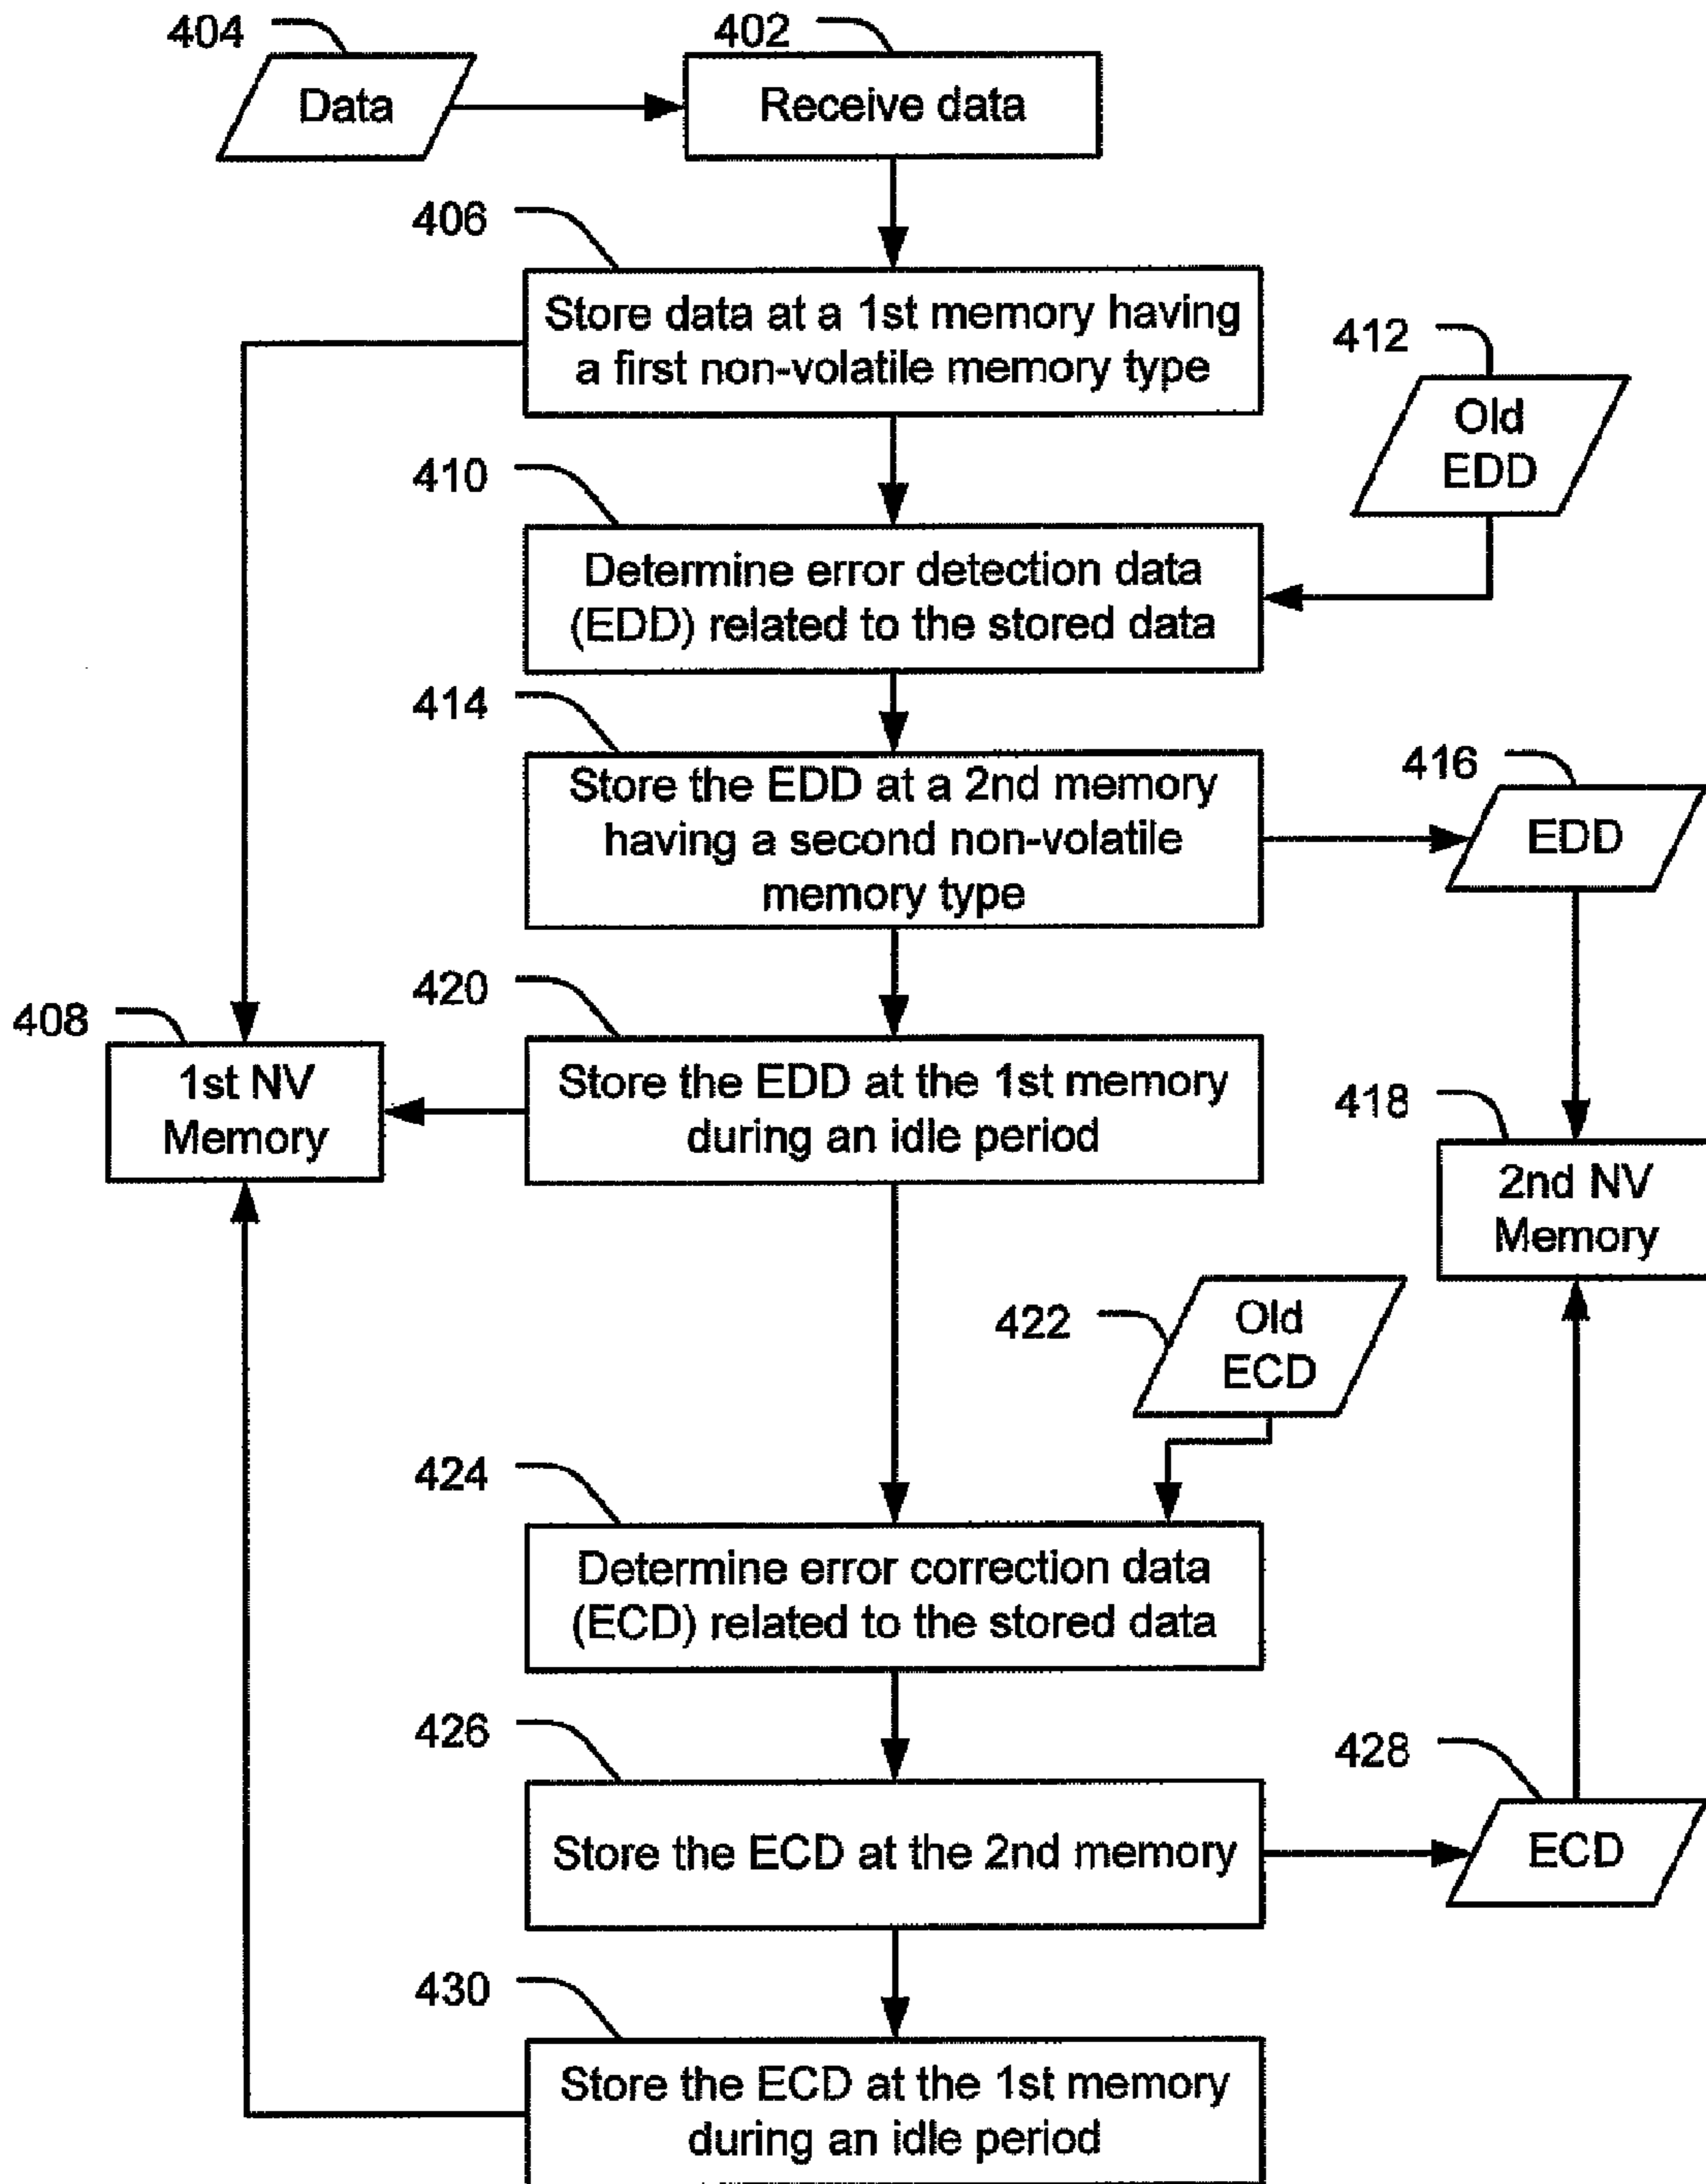 404
402
Data
Receive data
406
Store data at a 1st memory having
a first non-volatile memory type
412
Old
EDD
410
Determine error detection data
(EDD) related to the stored data
414
Store the EDD at a 2nd memory
having a second non-volatile
memory type
416
EDD
408
1st NV
Memory
420
Store the EDD at the 1st memory
during an idle period
418
2nd NV
Memory
422
Old
ECD
424
Determine error correction data
(ECD) related to the stored data
426
Store the ECD at the 2nd memory
428
ECD
430
Store the ECD at the 1st memory
during an idle period